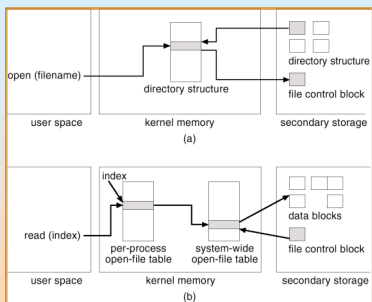 open (filename)
directory structure
directory structure
file control block
user space
kernel memory
secondary storage
(a)
index
read (index)
per-process
open-file table
system-wide
open-file table
data blocks
file control block
user space
kernel memory
secondary storage
(b)